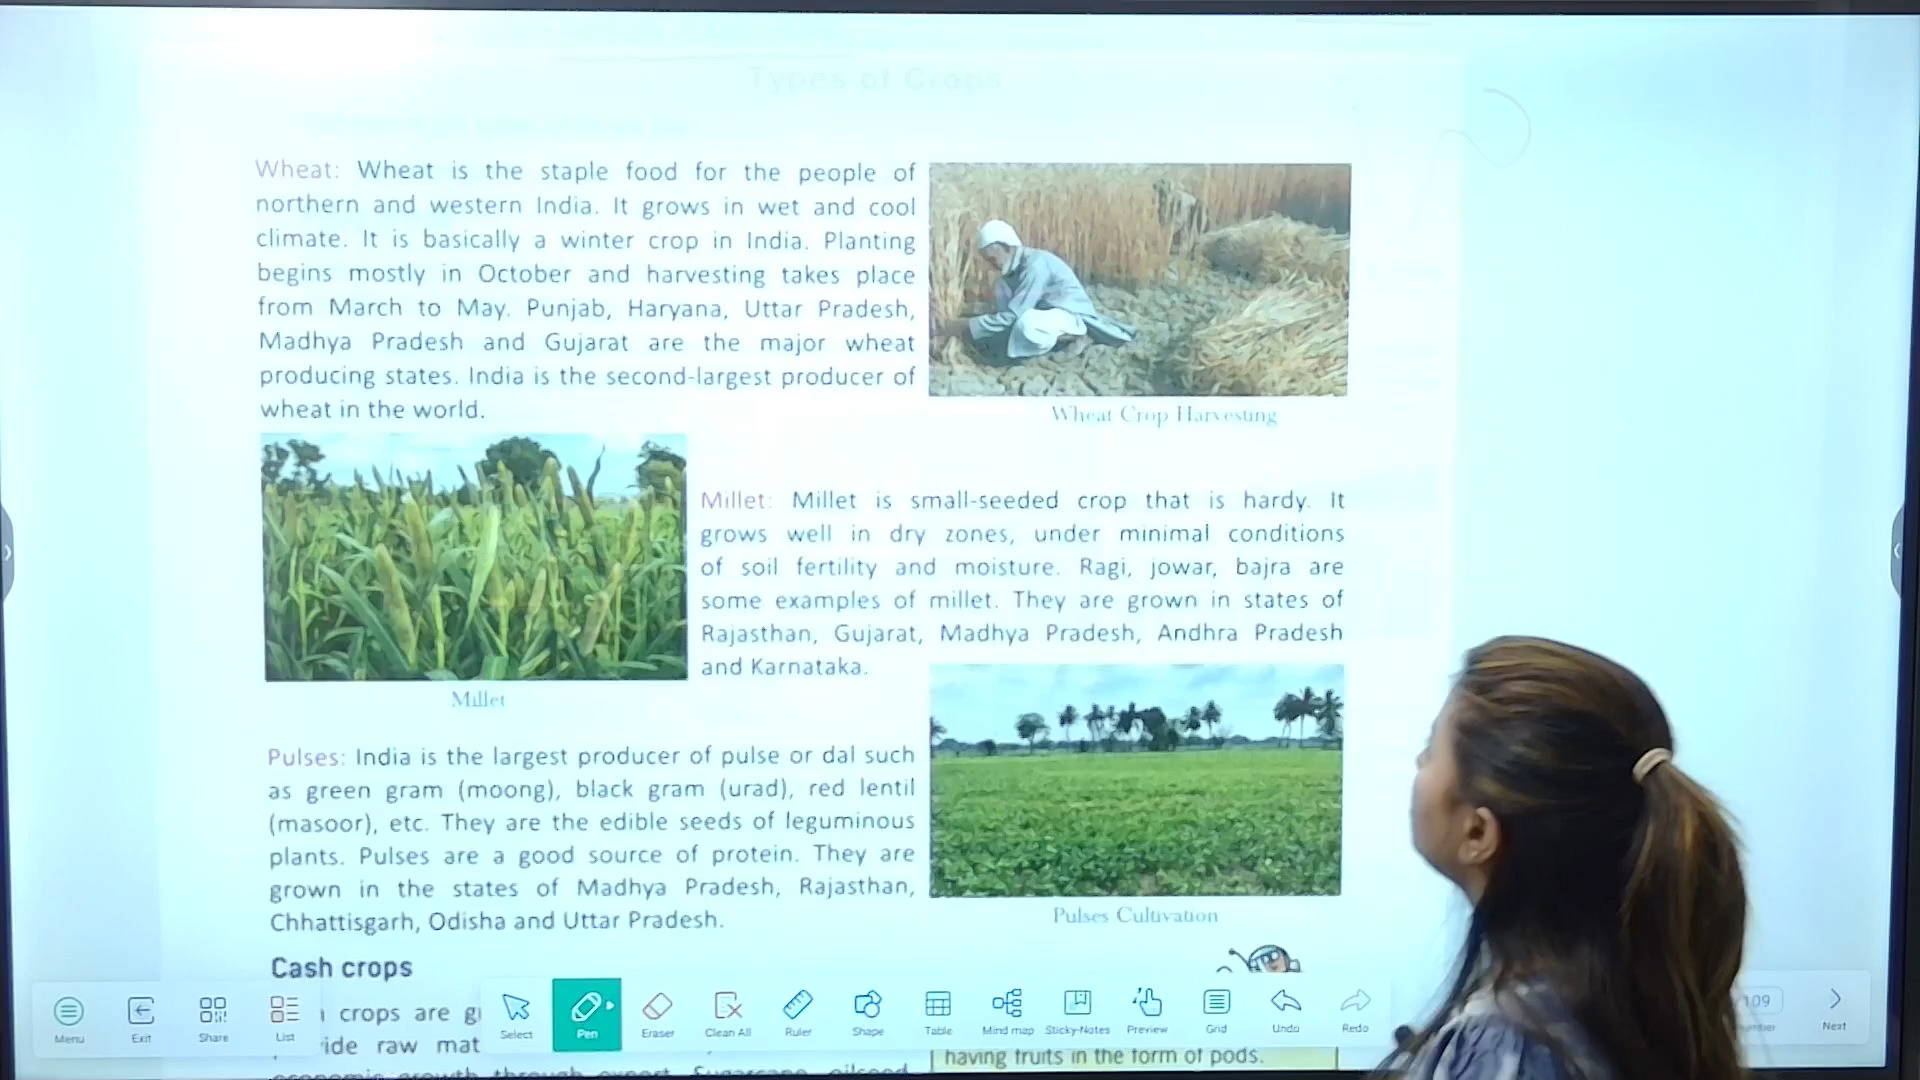 Types of Crops
Wheat: Wheat is the staple food for the people of
northern and western India. It grows in wet and cool
climate. It is basically a winter crop in India. Planting
begins mostly in October and harvesting takes place
from March to May. Punjab, Haryana, Uttar Pradesh,
Madhya Pradesh and Gujarat are the major wheat
producing states. India is the second-largest producer of
wheat in the world.
Wheat Crop Harvesting
Millet: Millet is small-seeded crop that is hardy. It
grows well in dry zones, under minimal conditions
of soil fertility and moisture. Ragi, jowar, bajra are
some examples of millet. They are grown in states of
Rajasthan, Gujarat, Madhya Pradesh, Andhra Pradesh
and Karnataka.
Millet
Pulses: India is the largest producer of pulse or dal such
as green gram (moong), black gram (urad), red lentil
(masoor), etc. They are the edible seeds of leguminous
plants. Pulses are a good source of protein. They are
grown in the states of Madhya Pradesh, Rajasthan,
Chhattisgarh, Odisha and Uttar Pradesh.
Pulses Cultivation
Cash crops
crops are
raw
having fruits in the form of pods.
Menu Exit Share List Select Pen Eraser Clean All Ruler Shape Table Mind map Sticky-Notes Preview Grid Undo Redo 109 Next